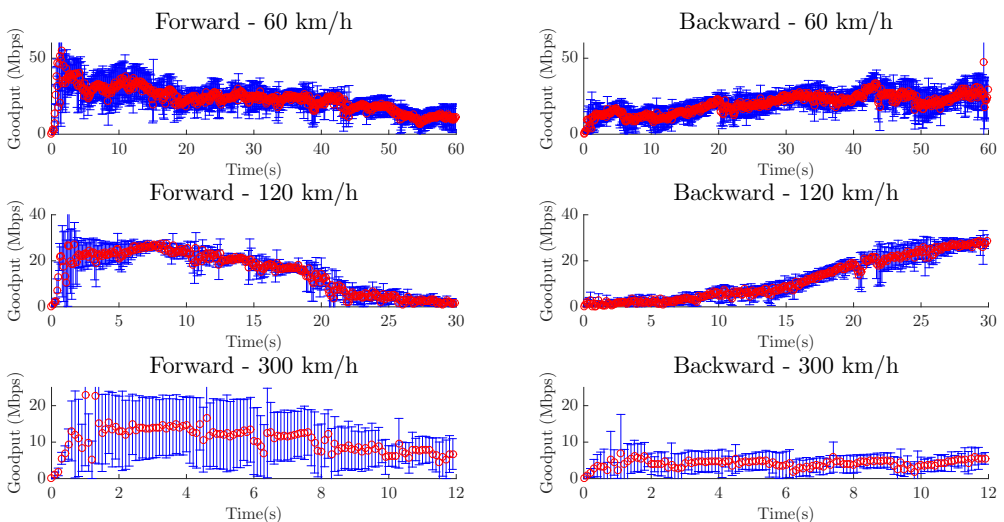 Forward - 60 km/h
Goodput (Mbps)
50
0
0 10 20 30 40 50 60
Time(s)
Backward - 60 km/h
Goodput (Mbps)
50
0
0 10 20 30 40 50 60
Time(s)
Forward - 120 km/h
Goodput (Mbps)
40
20
0
0 5 10 15 20 25 30
Time(s)
Backward - 120 km/h
Goodput (Mbps)
40
20
0
0 5 10 15 20 25 30
Time(s)
Forward - 300 km/h
Goodput (Mbps)
20
10
0
0 2 4 6 8 10 12
Time(s)
Backward - 300 km/h
Goodput (Mbps)
20
10
0
0 2 4 6 8 10 12
Time(s)